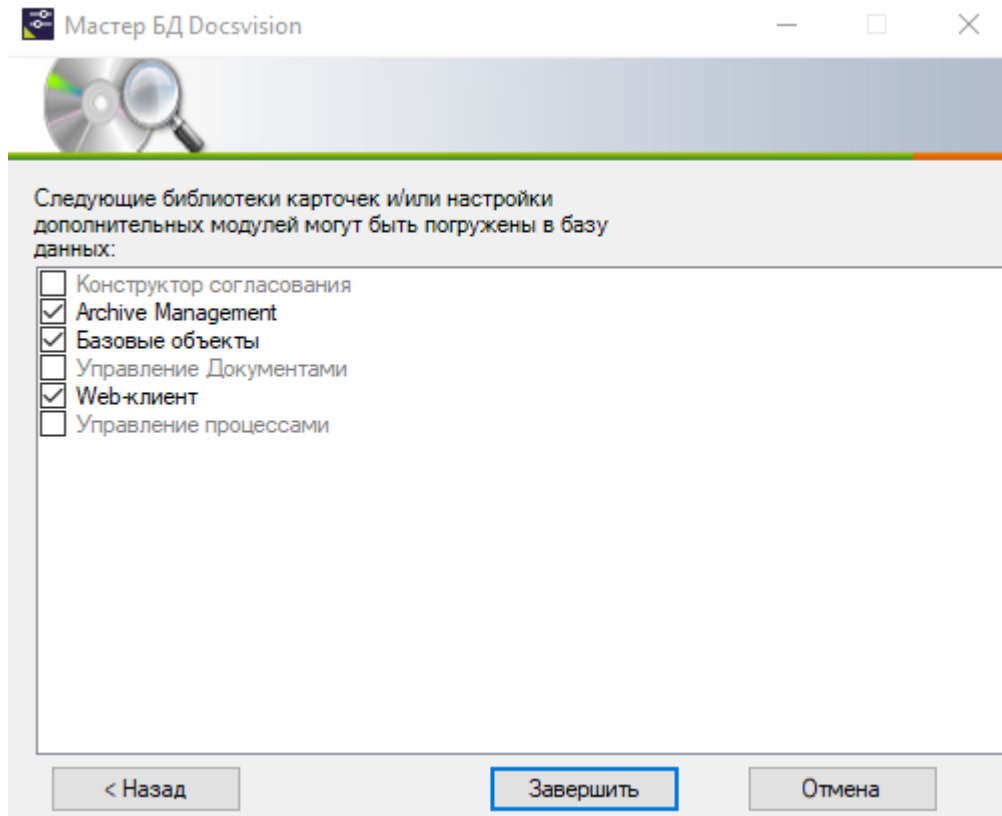 Мастер БД Docsvision
Следующие библиотеки карточек и/или настройки
дополнительных модулей могут быть погружены в базу
данных:
Конструктор согласования
Archive Management
Базовые объекты
Управление Документами
Web-клиент
Управление процессами
< Назад
Завершить
Отмена